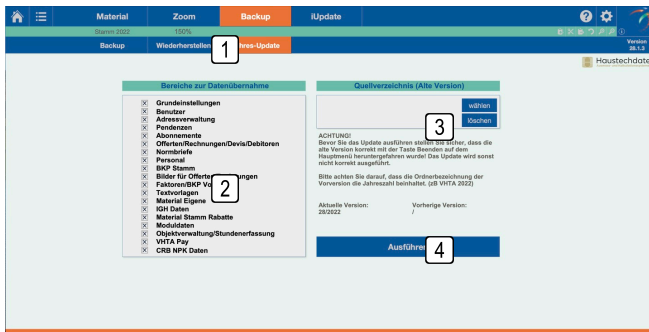 Material Zoom Backup iUpdate
Stamm 2022 100%
Backup Wiederherstellen hres-Update
1
Version
28.1.3
Haustechdate
Bereiche zur Datenübernahme
Grundeinstellungen
Benutzer
Adressverwaltung
Pendenzen
Abonnemente
Offerten/Rechnungen/Devis/Debitoren
Normbriefe
Personal
BKP Stamm
Bilder für Offerte ungen
Faktoren/BKP Vo
2
Textvorlagen
Material Eigene
IGH Daten
Material Stamm Rabatte
Moduldaten
Objektverwaltung/Stundenerfassung
VHTA Pay
CRB NPK Daten
Quellverzeichnis (Alte Version)
wählen
löschen
3
ACHTUNG!
Bevor Sie das Update ausführen stellen Sie sicher, dass die
alte Version korrekt mit der Taste Beenden auf dem
Hauptmenü heruntergefahren wurde! Das Update wird sonst
nicht korrekt ausgeführt.
Bitte achten Sie darauf, dass die Ordnerbezeichnung der
Vorversion die Jahreszahl beinhaltet. (zB VHTA 2022)
Aktuelle Version: Vorherige Version:
28/2022 /
Ausführe
4